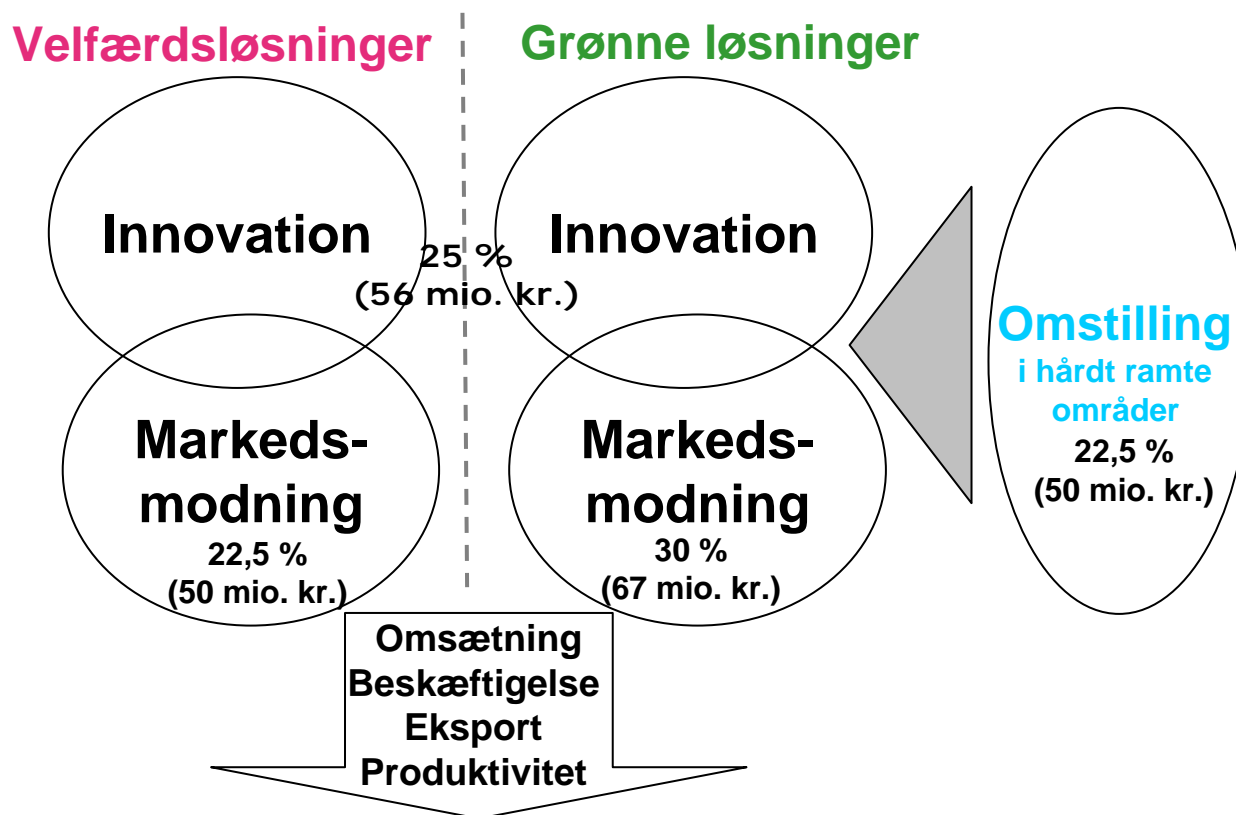 Velfærdsløsninger
Grønne løsninger
Innovation
Innovation
25 %
(56 mio. kr.)
Markeds-
modning
22,5 %
(50 mio. kr.)
Markeds-
modning
30 %
(67 mio. kr.)
Omstilling
i hårdt ramte
områder
22,5 %
(50 mio. kr.)
Omsætning
Beskæftigelse
Eksport
Produktivitet